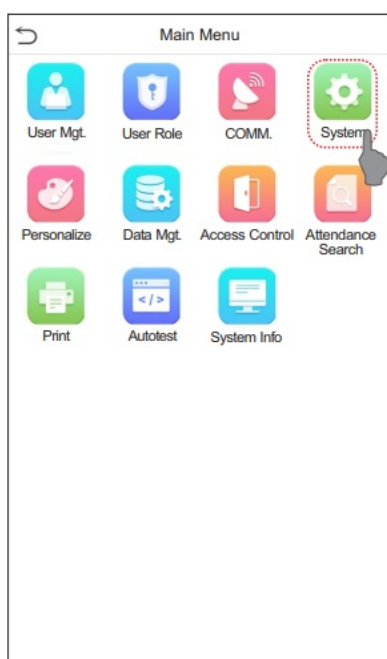 Main Menu
User Mgt.
User Role
COMM.
System
Personalize
Data Mgt.
Access Control
Attendance
Search
Print
Autotest
System Info